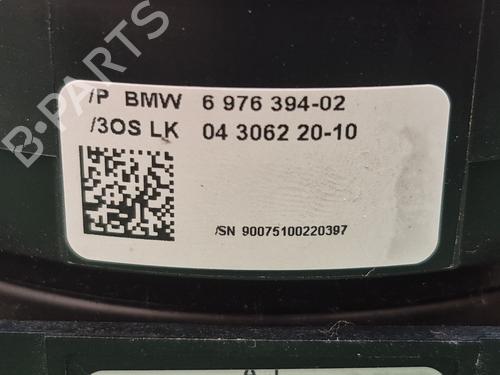 B-PARTS
/P BMW 6 976 394-02
/3OS LK 04 3062 20-10
/SN 90075100220397